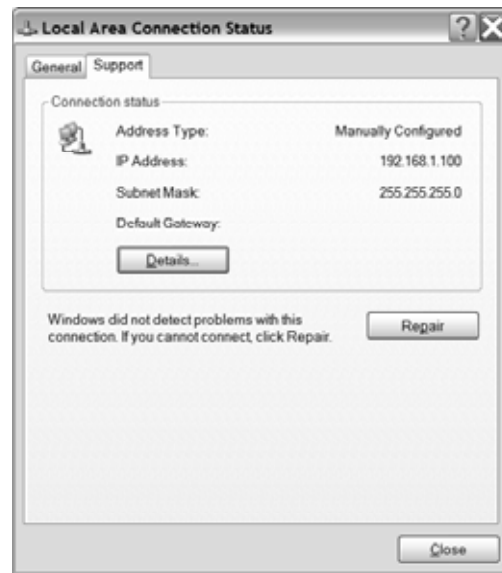 Local Area Connection Status
General Support
Connection status
Address Type: Manually Configured
IP Address: 192.168.1.100
Subnet Mask: 255.255.255.0
Default Gateway:
Details...
Windows did not detect problems with this
connection. If you cannot connect, click Repair.
Repair
Close